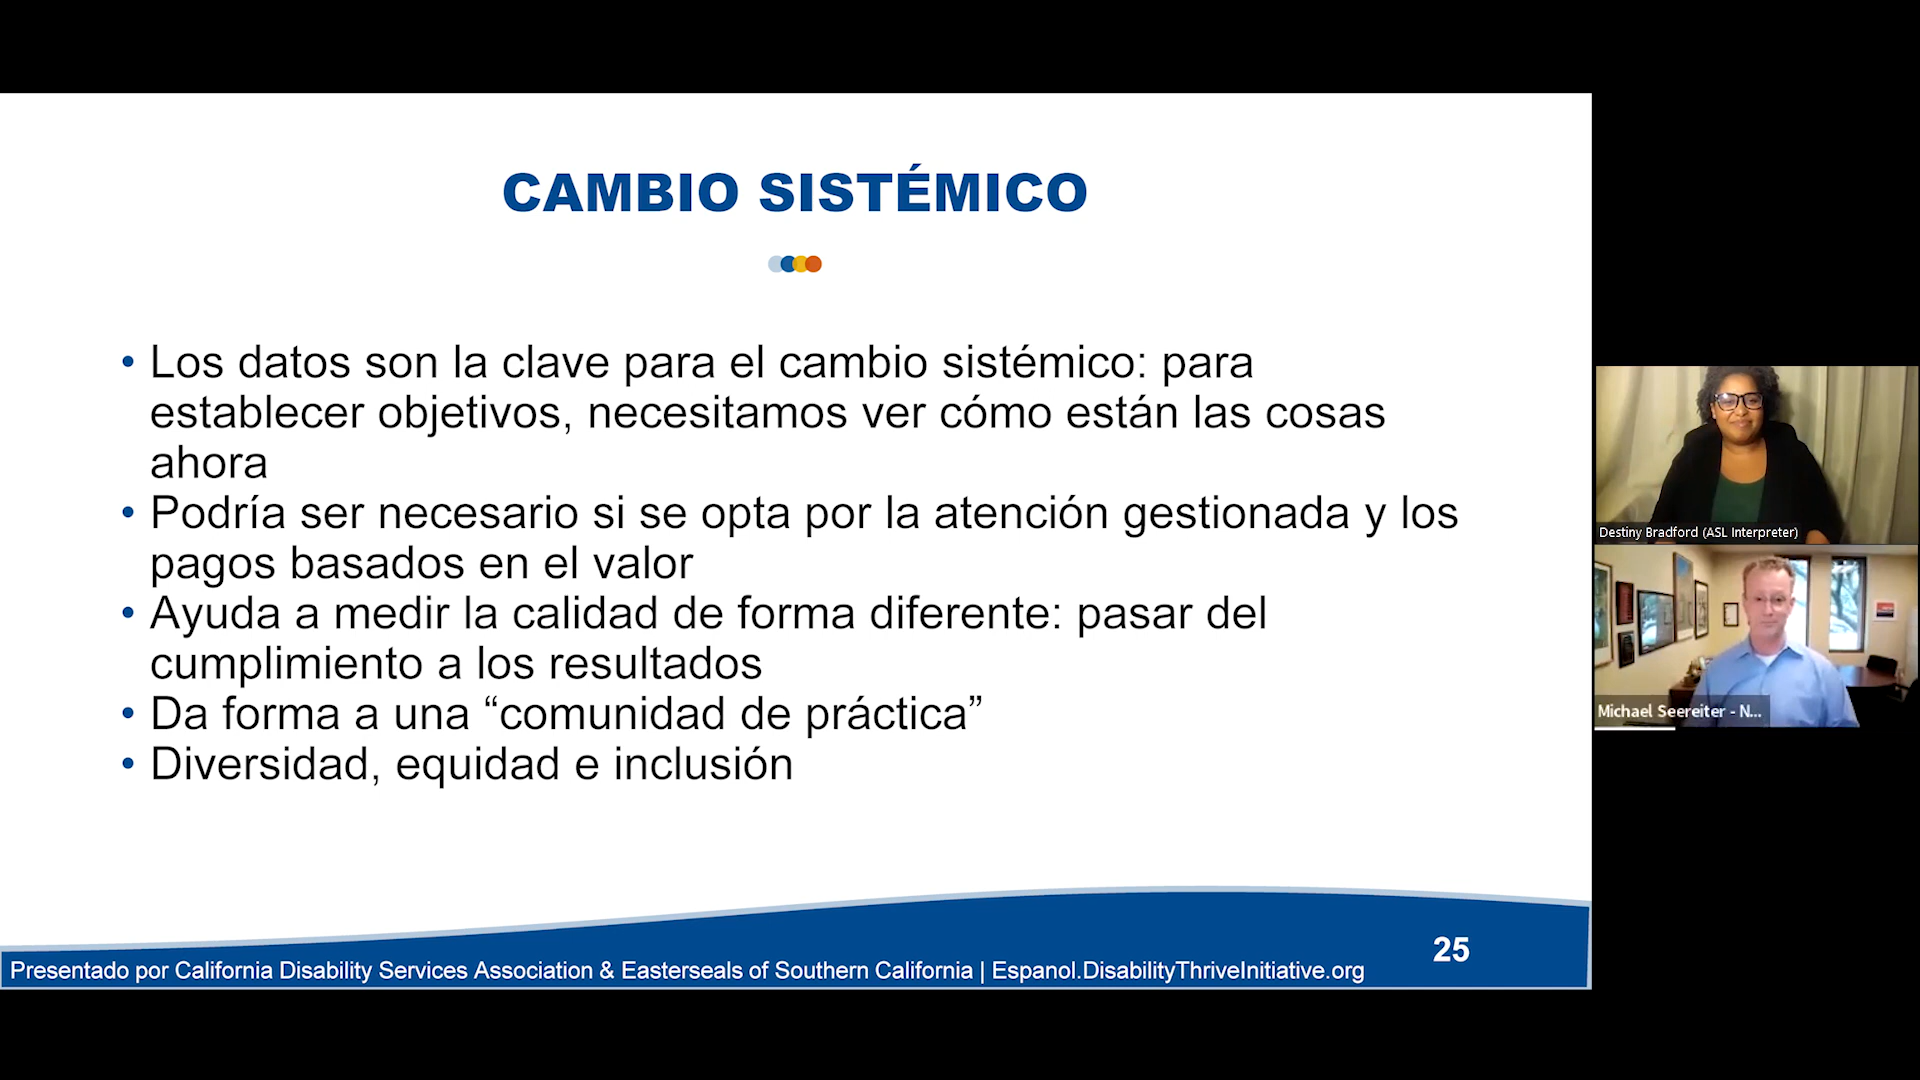 CAMBIO SISTÉMICO
• Los datos son la clave para el cambio sistémico: para
establecer objetivos, necesitamos ver cómo están las cosas
ahora
• Podría ser necesario si se opta por la atención gestionada y los
pagos basados en el valor
• Ayuda a medir la calidad de forma diferente: pasar del
cumplimiento a los resultados
• Da forma a una “comunidad de práctica”
• Diversidad, equidad e inclusión
25
Presentado por California Disability Services Association & Easterseals of Southern California | Espanol.DisabilityThriveInitiative.org
Destiny Bradford (ASL Interpreter)
Michael Seereiter - N...